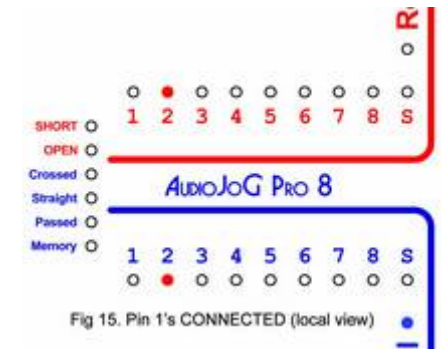 R
1 2 3 4 5 6 7 8 S
SHORT
OPEN
Crossed
Straight
Passed
Memory
AUDIOJOG PRO 8
1 2 3 4 5 6 7 8 S
Fig 15. Pin 1's CONNECTED (local view)